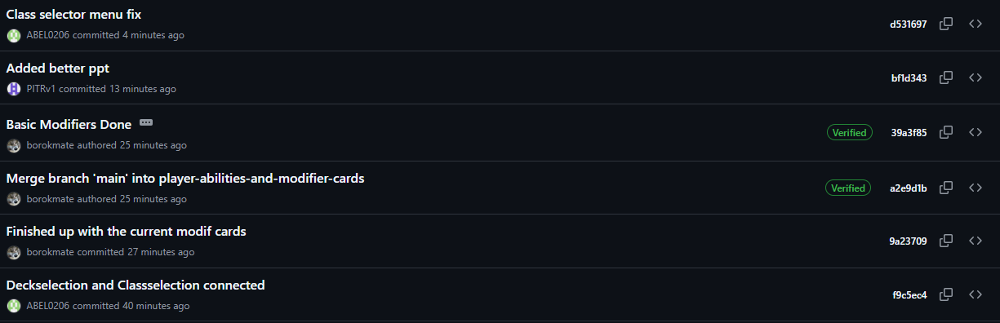 Class selector menu fix
ABEL0206 committed 4 minutes ago
d531697
Added better ppt
PITRv1 committed 13 minutes ago
bf1d343
Basic Modifiers Done
borokmate authored 25 minutes ago
Verified
39a3f85
Merge branch 'main' into player-abilities-and-modifier-cards
borokmate authored 25 minutes ago
Verified
a2e9d1b
Finished up with the current modif cards
borokmate committed 27 minutes ago
9a23709
Deckselection and Classselection connected
ABEL0206 committed 40 minutes ago
f9c5ec4